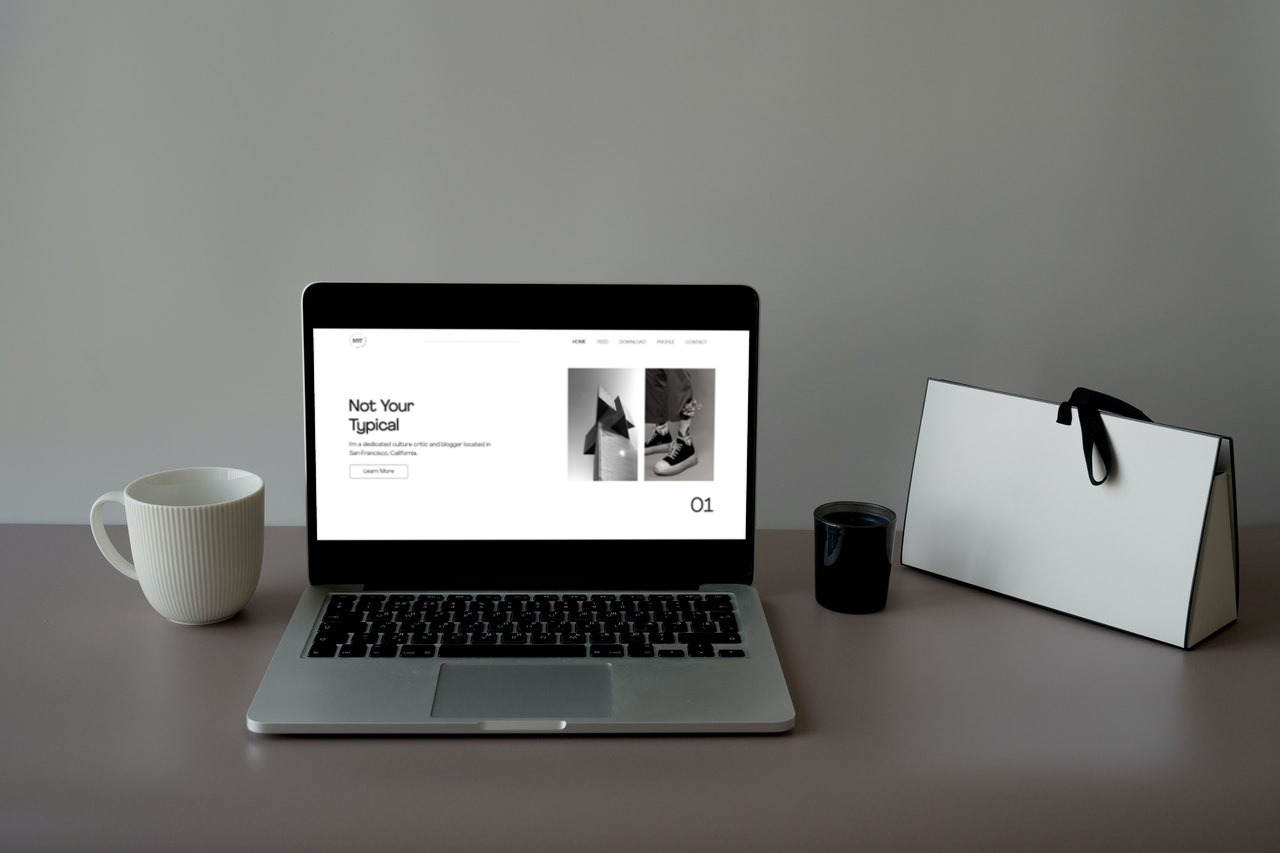 HOME FEED DOWNLOAD PROFILE CONTACT
Not Your
Typical
I'm a dedicated culture critic and blogger located in
San Francisco, California.
Learn More
01